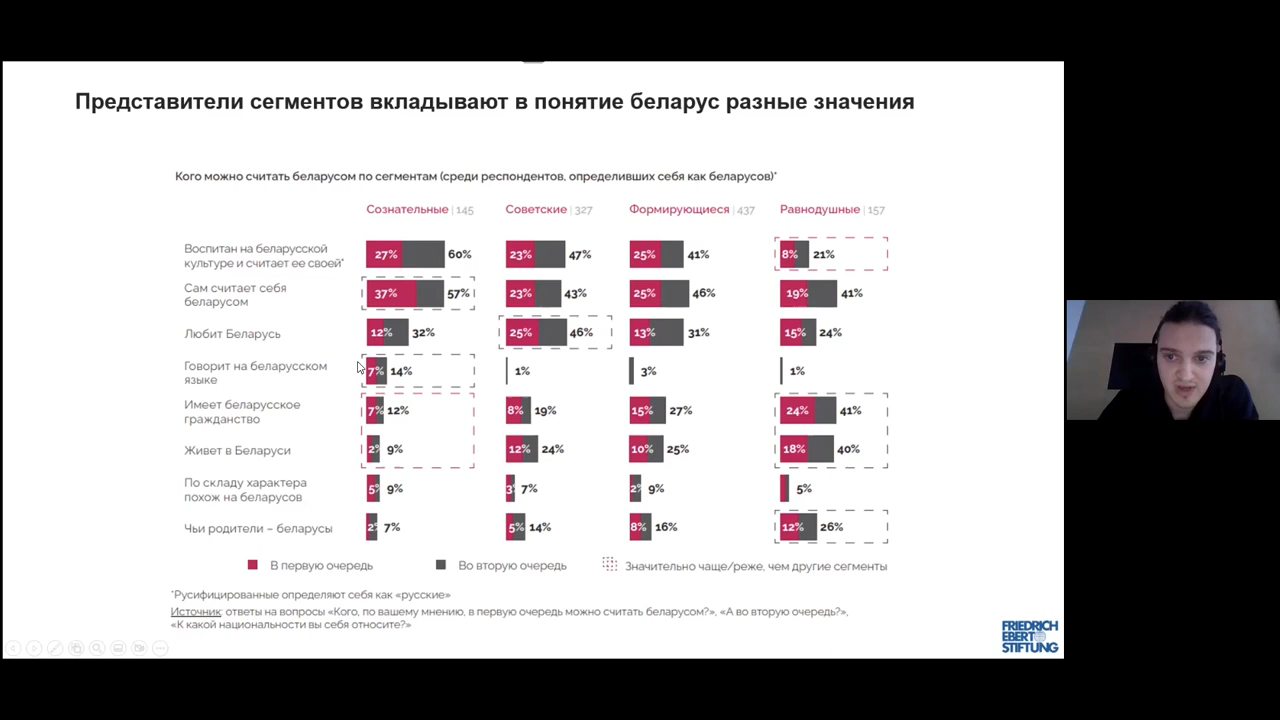 Представители сегментов вкладывают в понятие беларус разные значения
Кого можно считать беларусом по сегментам (среди респондентов, определивших себя как беларусов)*
Сознательные | 145 Советские | 327 Формирующиеся | 437 Равнодушные | 157
Воспитан на беларусской
культуре и считает ее своей*
27% 60% 23% 47% 25% 41% 8% 21%
Сам считает себя
беларусом
37% 57% 23% 43% 25% 46% 19% 41%
Любит Беларусь
12% 32% 25% 46% 13% 31% 15% 24%
Говорит на беларусском
языке
7% 14% 1% 3% 1%
Имеет беларусское
гражданство
7% 12% 8% 19% 15% 27% 24% 41%
Живет в Беларуси
2% 9% 12% 24% 10% 25% 18% 40%
По складу характера
похож на беларусов
5% 9% 3% 7% 2% 9% 5%
Чьи родители – беларусы
2% 7% 5% 14% 8% 16% 12% 26%
В первую очередь Во вторую очередь Значительно чаще/реже, чем другие сегменты
*Русифицированные определяют себя как «русские»
Источник: ответы на вопросы «Кого, по вашему мнению, в первую очередь можно считать беларусом?», «А во вторую очередь?»,
«К какой национальности вы себя относите?»
FRIEDRICH
EBERT
STIFTUNG